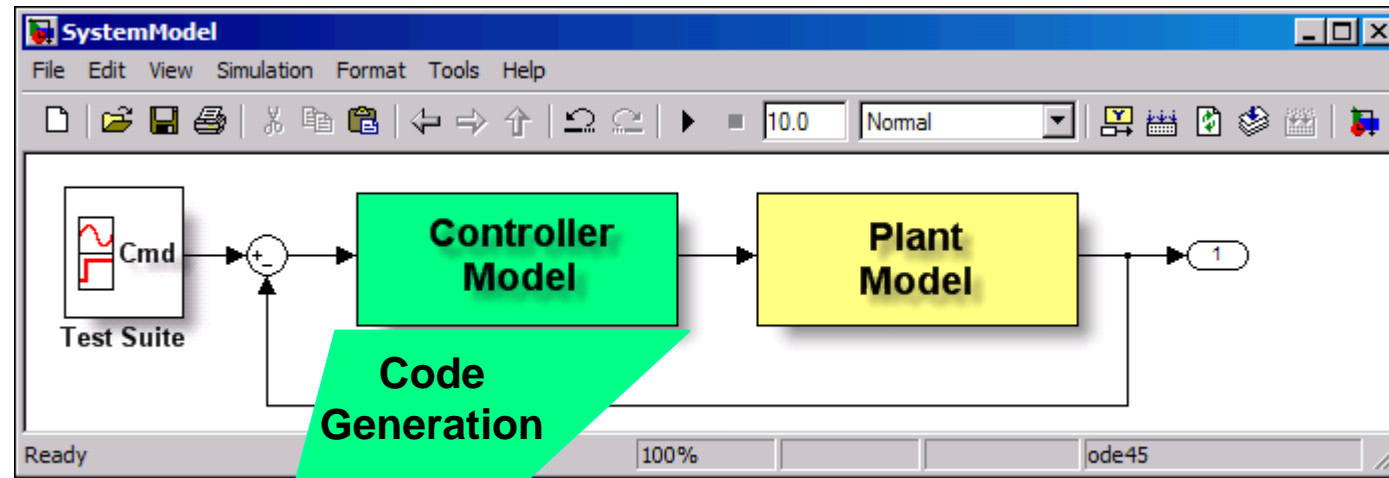 SystemModel
File Edit View Simulation Format Tools Help
10.0 Normal
Cmd
+
-
Controller
Model
Plant
Model
1
Test Suite
Code
Generation
Ready 100% ode45